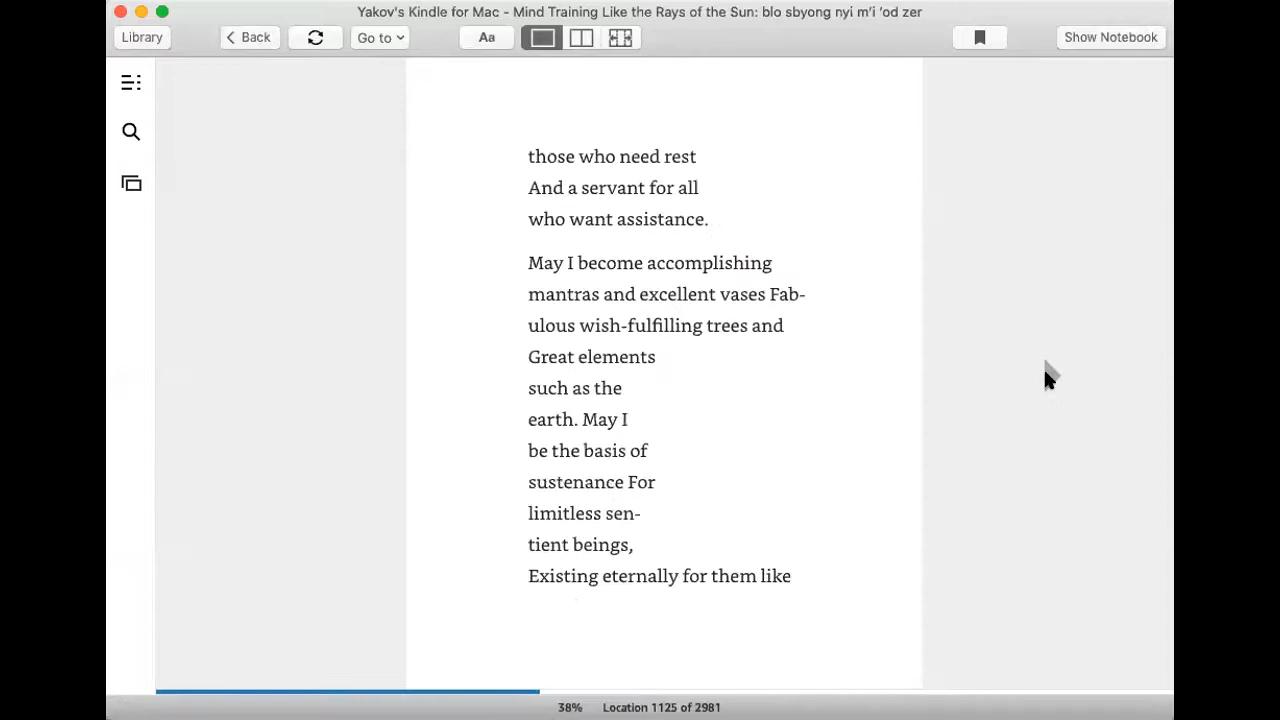 Yakov's Kindle for Mac - Mind Training Like the Rays of the Sun: blo sbyong nyi m'i 'od zer
Library
Back
Go to
Aa
Show Notebook
those who need rest
And a servant for all
who want assistance.
May I become accomplishing
mantras and excellent vases Fab-
ulous wish-fulfilling trees and
Great elements
such as the
earth. May I
be the basis of
sustenance For
limitless sen-
tient beings,
Existing eternally for them like
38% Location 1125 of 2981